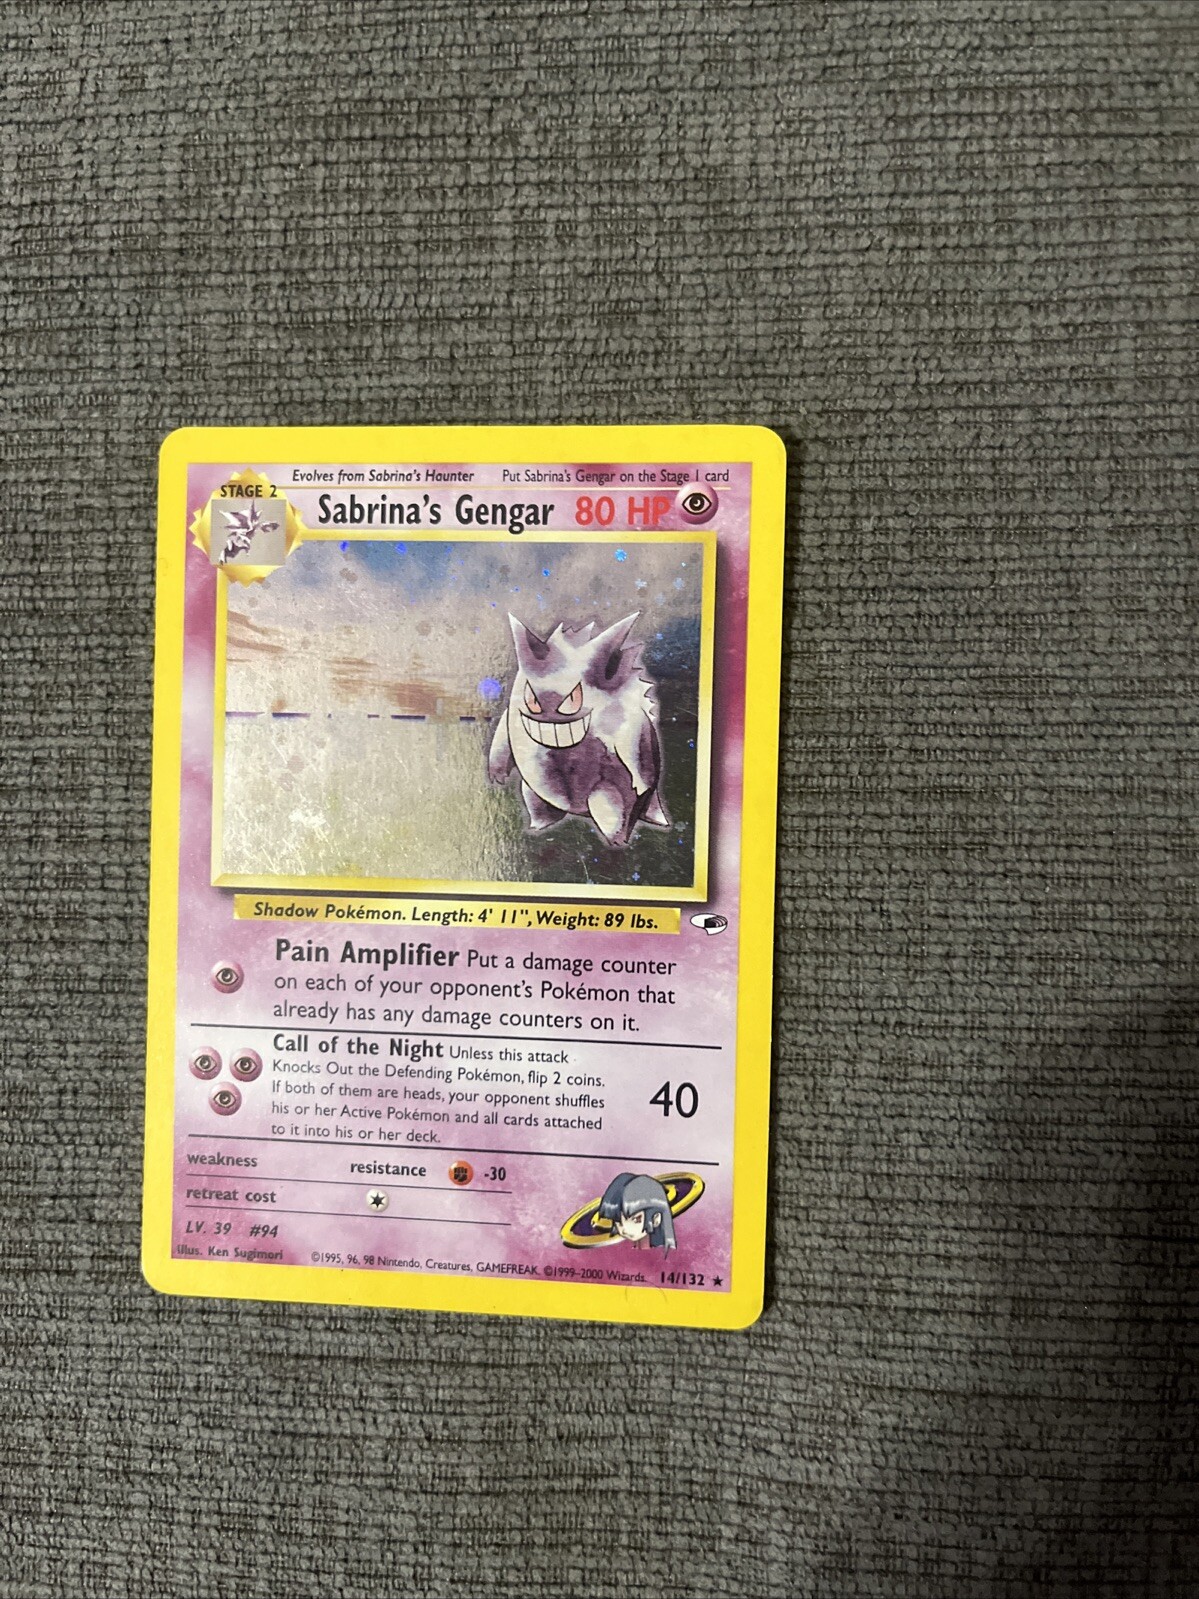 Evolves from Sabrina's Haunter Put Sabrina's Gengar on the Stage 1 card
STAGE 2
Sabrina's Gengar 80 HP
Shadow Pokémon. Length: 4' 11", Weight: 89 lbs.
Pain Amplifier Put a damage counter
on each of your opponent's Pokémon that
already has any damage counters on it.
Call of the Night Unless this attack
Knocks Out the Defending Pokémon, flip 2 coins.
If both of them are heads, your opponent shuffles
his or her Active Pokémon and all cards attached
to it into his or her deck.
40
weakness resistance -30
retreat cost
LV. 39 #94
Illus. Ken Sugimori ©1995, 96, 98 Nintendo, Creatures, GAMEFREAK. ©1999-2000 Wizards. 14/132 ★